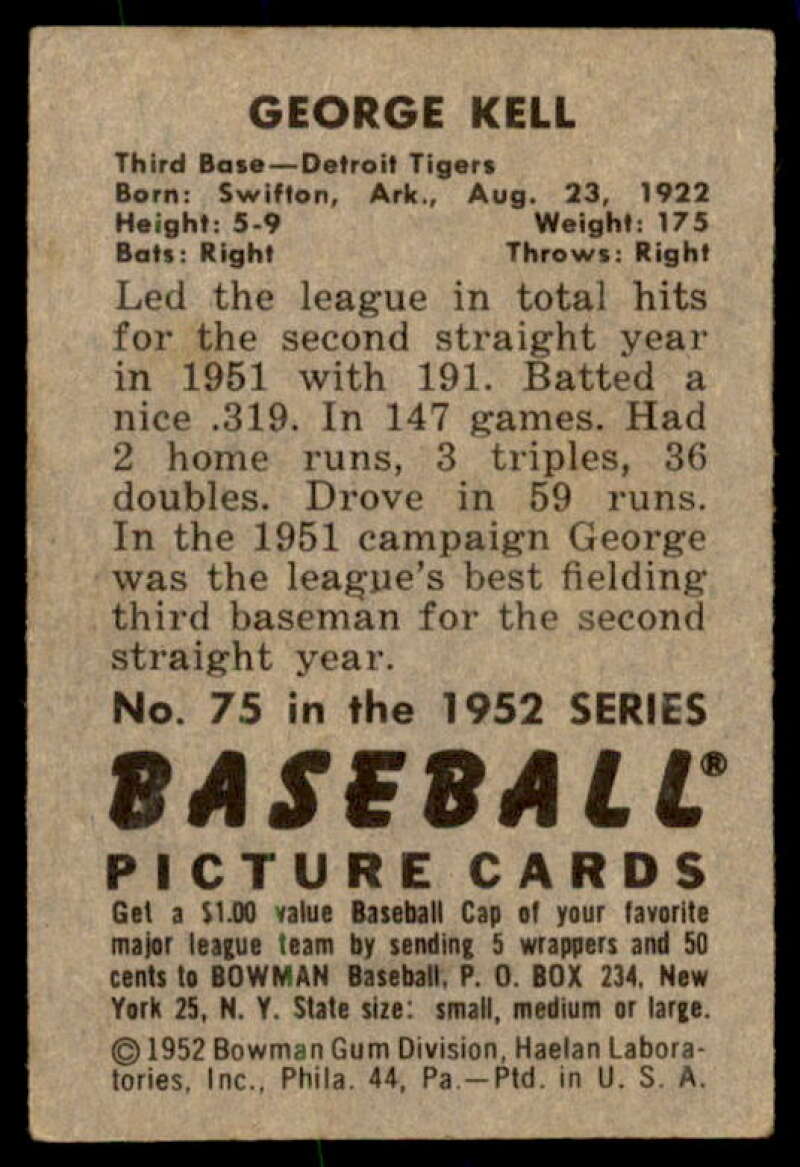 GEORGE KELL
Third Base—Detroit Tigers
Born: Swifton, Ark., Aug. 23, 1922
Height: 5-9 Weight: 175
Bats: Right Throws: Right
Led the league in total hits
for the second straight year
in 1951 with 191. Batted a
nice .319. In 147 games. Had
2 home runs, 3 triples, 36
doubles. Drove in 59 runs.
In the 1951 campaign George
was the league's best fielding
third baseman for the second
straight year.
No. 75 in the 1952 SERIES
BASEBALL®
PICTURE CARDS
Get a $1.00 value Baseball Cap of your favorite
major league team by sending 5 wrappers and 50
cents to BOWMAN Baseball, P. O. BOX 234, New
York 25, N. Y. State size: small, medium or large.
© 1952 Bowman Gum Division, Haelan Labora-
tories, Inc., Phila. 44, Pa.—Ptd. in U. S. A.